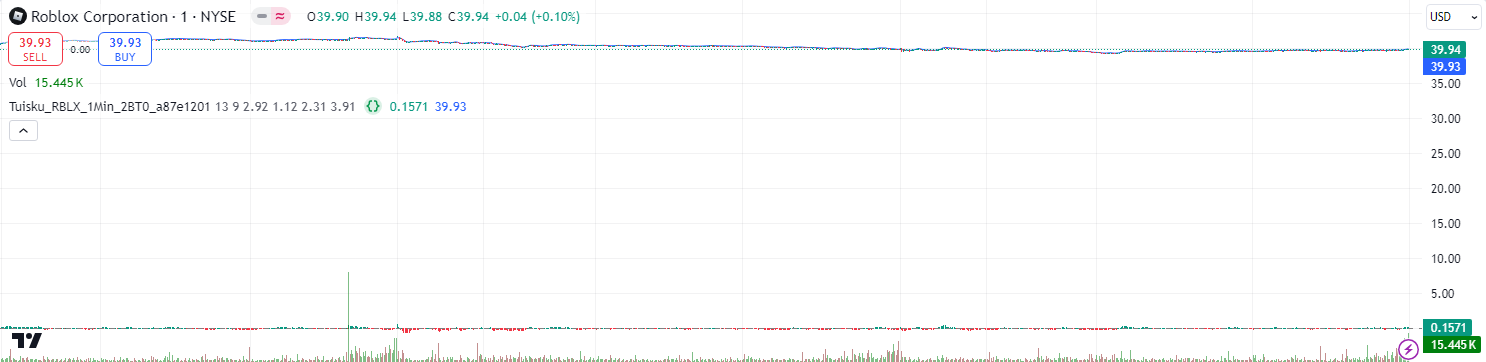 Roblox Corporation · 1 · NYSE O39.90 H39.94 L39.88 C39.94 +0.04 (+0.10%)
USD
39.93 SELL
0.00
39.93 BUY
39.94
39.93
Vol 15.445 K
35.00
Tuisku_RBLX_1Min_2BT0_a87e1201 13 9 2.92 1.12 2.31 3.91 {} 0.1571 39.93
30.00
25.00
20.00
15.00
10.00
5.00
0.1571
15.445 K